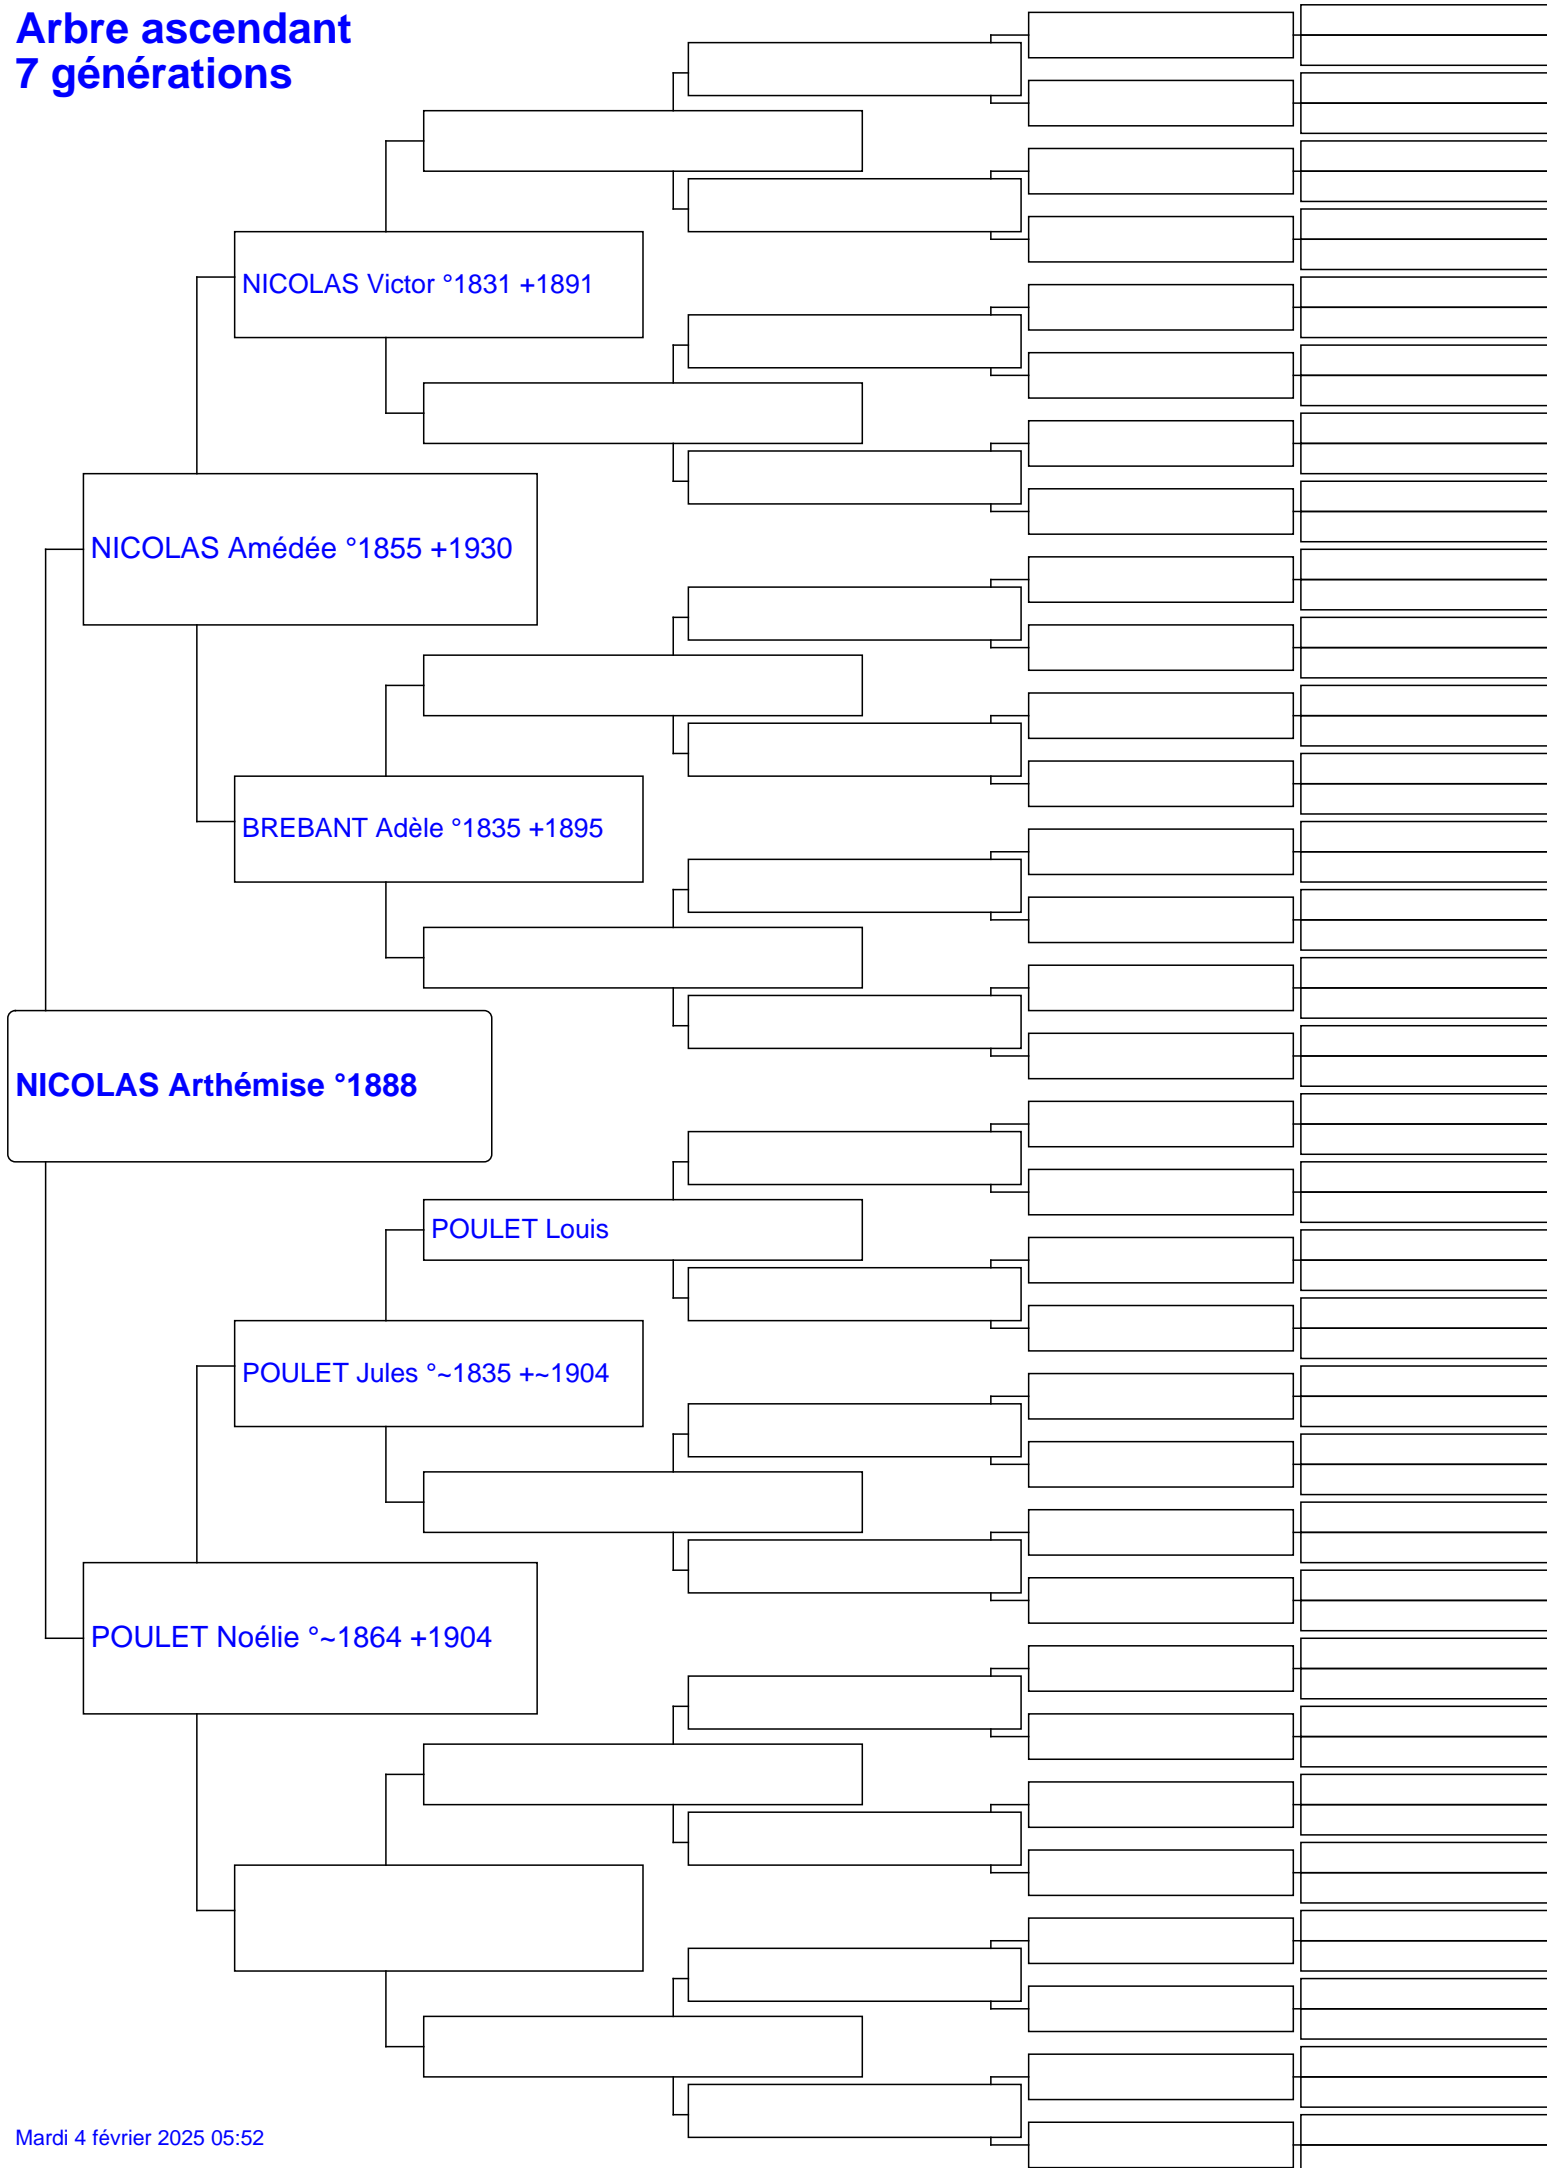 Arbre ascendant
7 générations
NICOLAS Victor °1831 +1891
NICOLAS Amédée °1855 +1930
BREBANT Adèle °1835 +1895
NICOLAS Arthémise °1888
POULET Louis
POULET Jules °~1835 +~1904
POULET Noélie °~1864 +1904
Mardi 4 février 2025 05:52